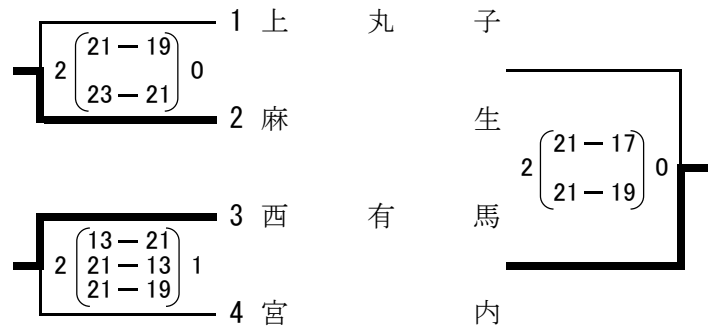 1 上 丸 子
2 ( 21 － 19 23 － 21 ) 0
2 麻 生
2 ( 21 － 17 21 － 19 ) 0
3 西 有 馬
2 ( 13 － 21 21 － 13 21 － 19 ) 1
4 宮 内